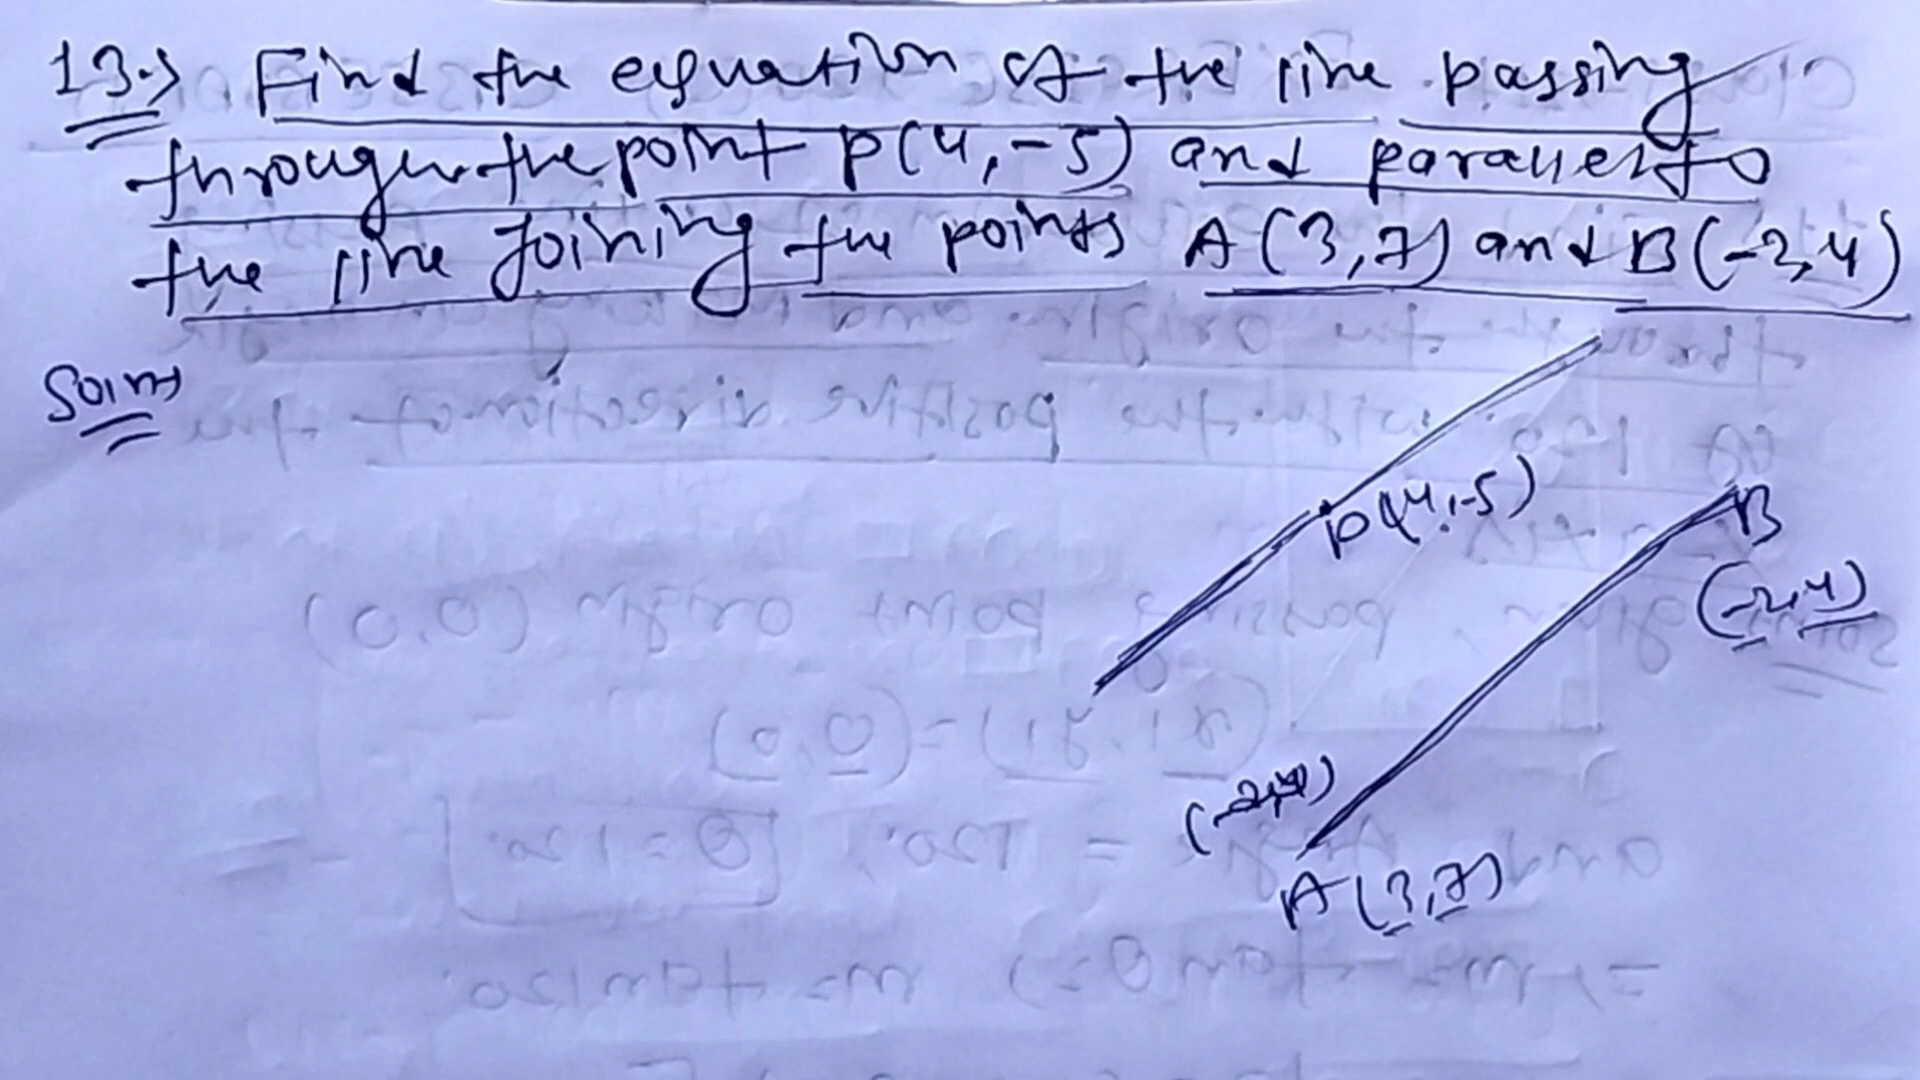 13.> Find the equation of the line passing
through the point P(4,-5) and parallel to
the line joining the points A(3,7) and B(-2,4)
Soln
P(4,-5)
B
(-2,4)
A(3,7)